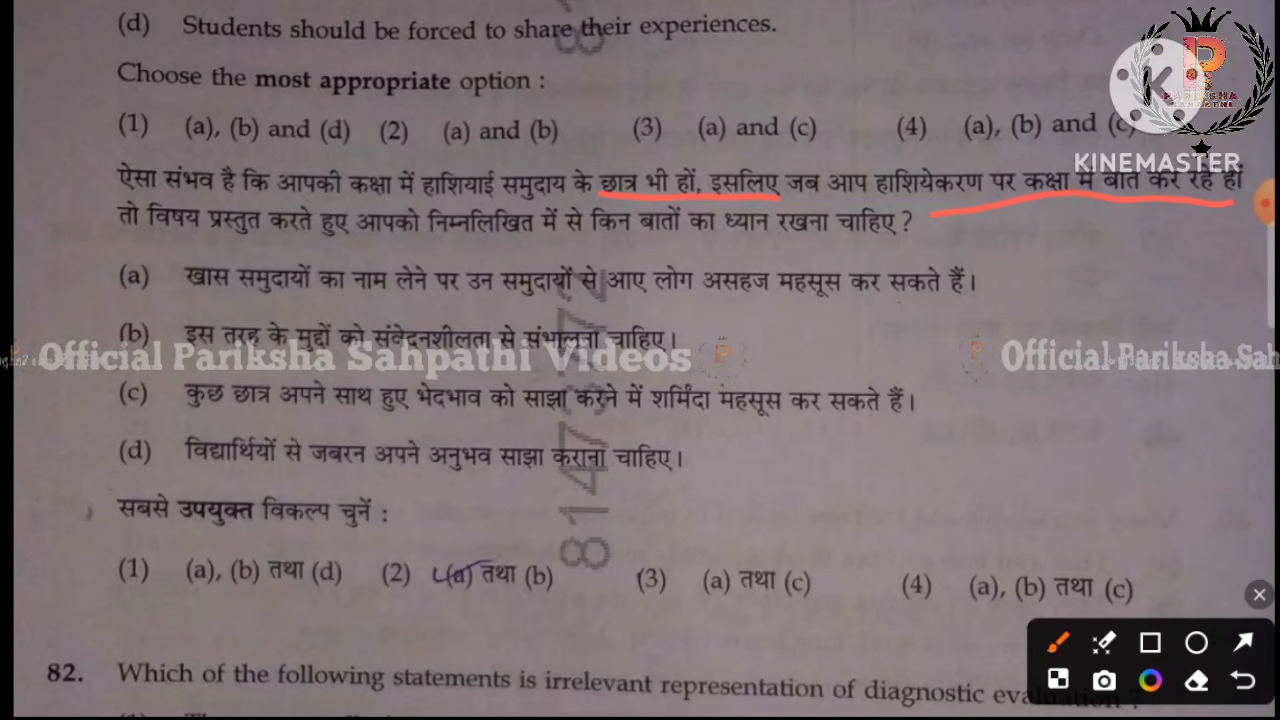 (d) Students should be forced to share their experiences.
Choose the most appropriate option :
(1) (a), (b) and (d) (2) (a) and (b) (3) (a) and (c) (4) (a), (b) and (c)
KINEMASTER
ऐसा संभव है कि आपकी कक्षा में हाशियाई समुदाय के छात्र भी हों, इसलिए जब आप हाशियेकरण पर कक्षा में बात कर रहे हों
तो विषय प्रस्तुत करते हुए आपको निम्नलिखित में से किन बातों का ध्यान रखना चाहिए ?
(a) खास समुदायों का नाम लेने पर उन समुदायों से आए लोग असहज महसूस कर सकते हैं।
(b) इस तरह के मुद्दों को संवेदनशीलता से संभालना चाहिए।
Official Pariksha Sahpathi Videos
Official Pariksha Sah
(c) कुछ छात्र अपने साथ हुए भेदभाव को साझा करने में शर्मिंदा महसूस कर सकते हैं।
(d) विद्यार्थियों से जबरन अपने अनुभव साझा कराना चाहिए।
सबसे उपयुक्त विकल्प चुनें :
(1) (a), (b) तथा (d) (2) (a) तथा (b) (3) (a) तथा (c) (4) (a), (b) तथा (c)
82. Which of the following statements is irrelevant representation of diagnostic evaluation ?